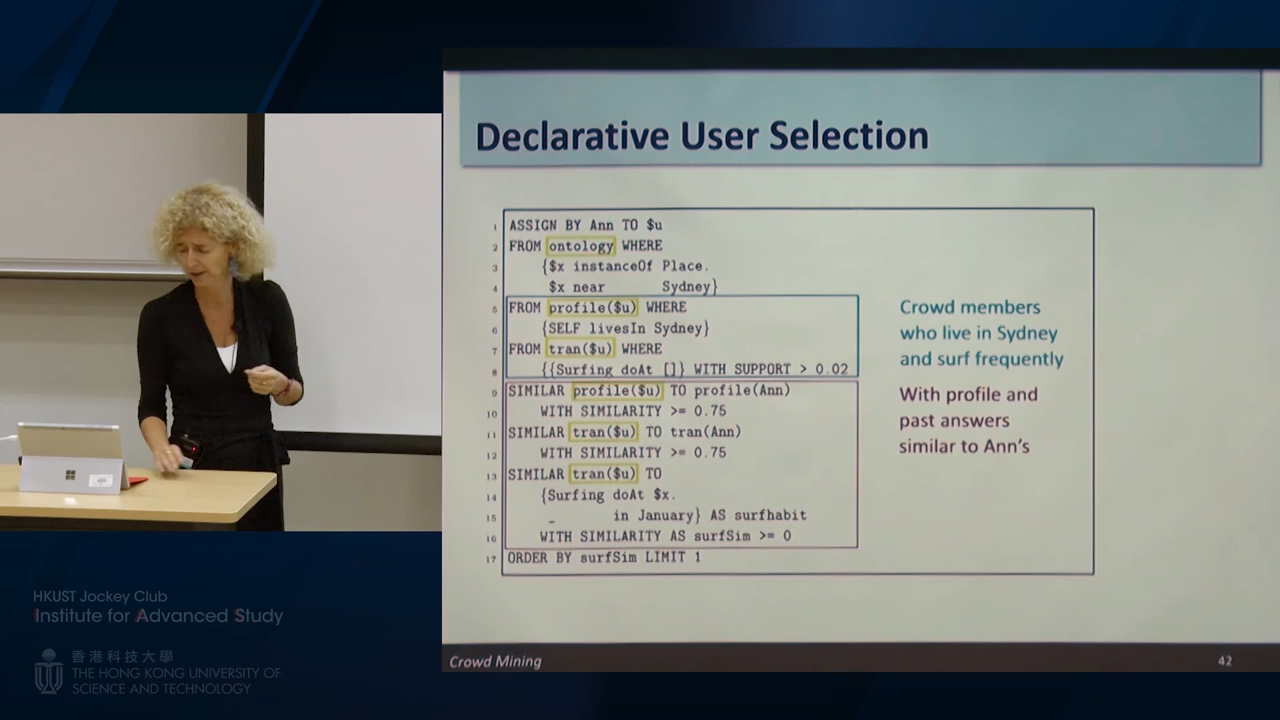 Declarative User Selection
1 ASSIGN BY Ann TO $u
2 FROM ontology WHERE
3 {$x instanceOf Place.
4 $x near Sydney}
5 FROM profile($u) WHERE
6 {SELF livesIn Sydney}
7 FROM tran($u) WHERE
8 {{Surfing doAt []} WITH SUPPORT > 0.02
9 SIMILAR profile($u) TO profile(Ann)
10 WITH SIMILARITY >= 0.75
11 SIMILAR tran($u) TO tran(Ann)
12 WITH SIMILARITY >= 0.75
13 SIMILAR tran($u) TO
14 {Surfing doAt $x.
15 _ in January} AS surfhabit
16 WITH SIMILARITY AS surfSim >= 0
17 ORDER BY surfSim LIMIT 1
Crowd members
who live in Sydney
and surf frequently
With profile and
past answers
similar to Ann's
Crowd Mining
42
HKUST Jockey Club
Institute for Advanced Study
香港科技大學
THE HONG KONG UNIVERSITY OF
SCIENCE AND TECHNOLOGY